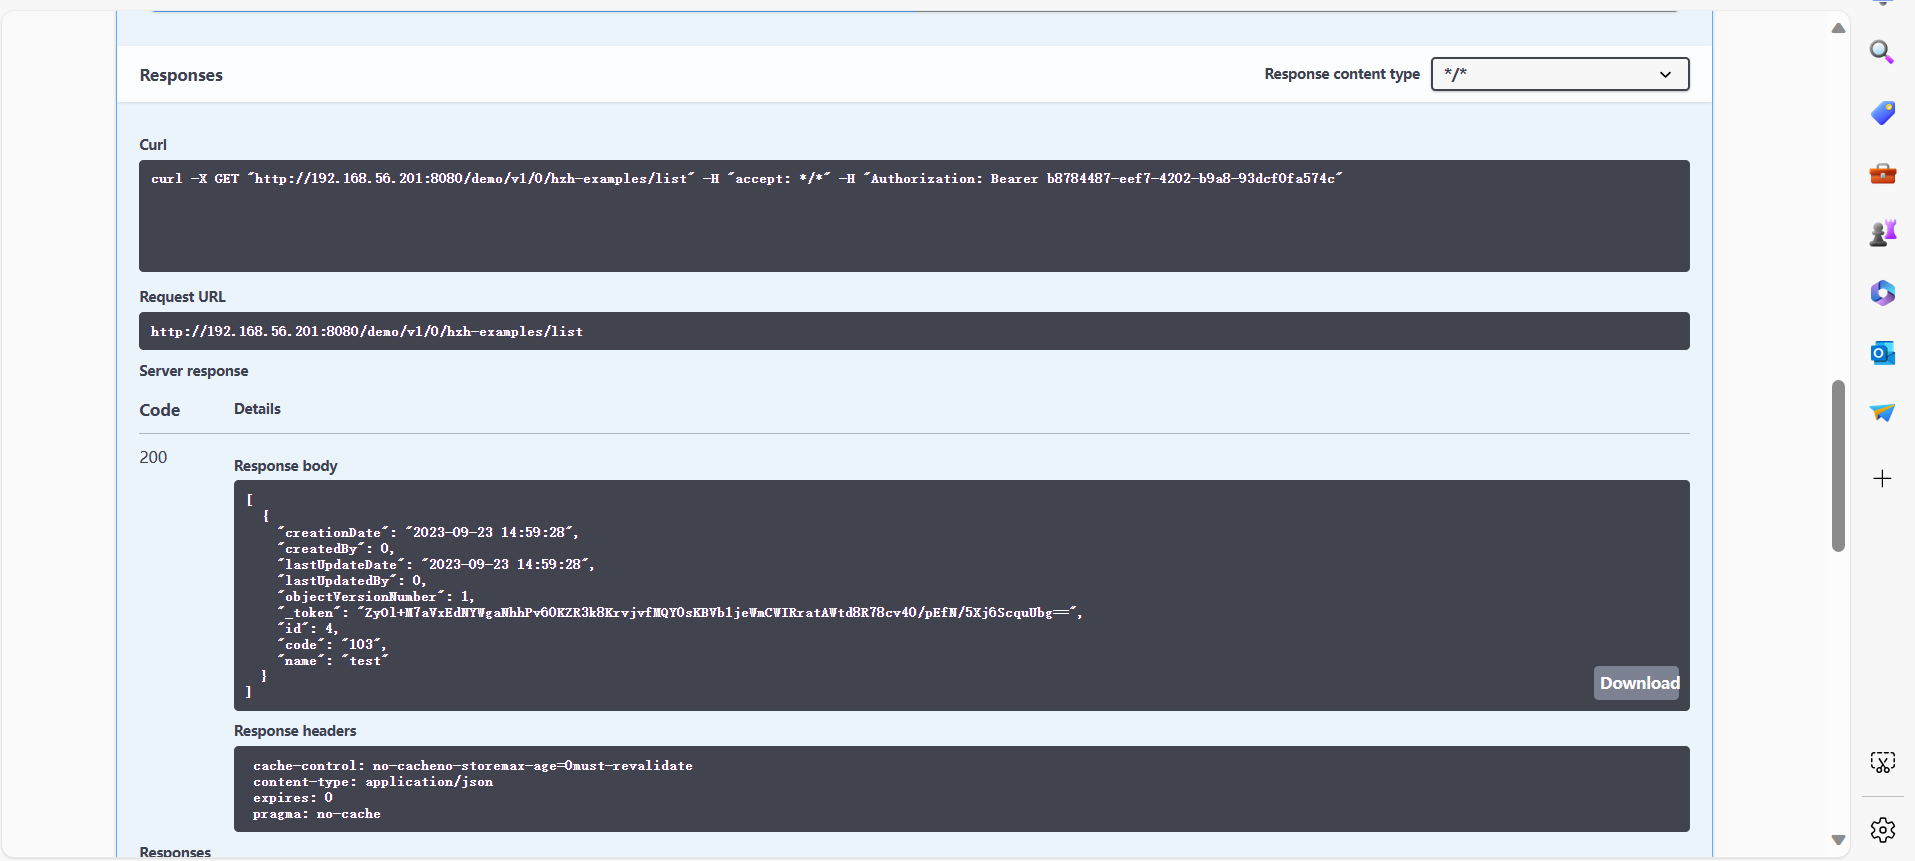 Responses
Response content type
*/*
Curl
curl -X GET "http://192.168.56.201:8080/demo/v1/0/hzh-examples/list" -H "accept: */*" -H "Authorization: Bearer b8784487-eef7-4202-b9a8-93dcf0fa574c"
Request URL
http://192.168.56.201:8080/demo/v1/0/hzh-examples/list
Server response
Code Details
200
Response body
[
  {
    "creationDate": "2023-09-23 14:59:28",
    "createdBy": 0,
    "lastUpdateDate": "2023-09-23 14:59:28",
    "lastUpdatedBy": 0,
    "objectVersionNumber": 1,
    "_token": "ZyOl+M7aVxEdNYWgaNhhPv6OKZR3k8KrvjvfMQYOsKBVb1jeWmCWIRratAWtd8R78cv40/pEfN/5Xj6ScquUbg==",
    "id": 4,
    "code": "103",
    "name": "test"
  }
]
Download
Response headers
cache-control: no-cacheno-storemax-age=0must-revalidate
content-type: application/json
expires: 0
pragma: no-cache
Responses